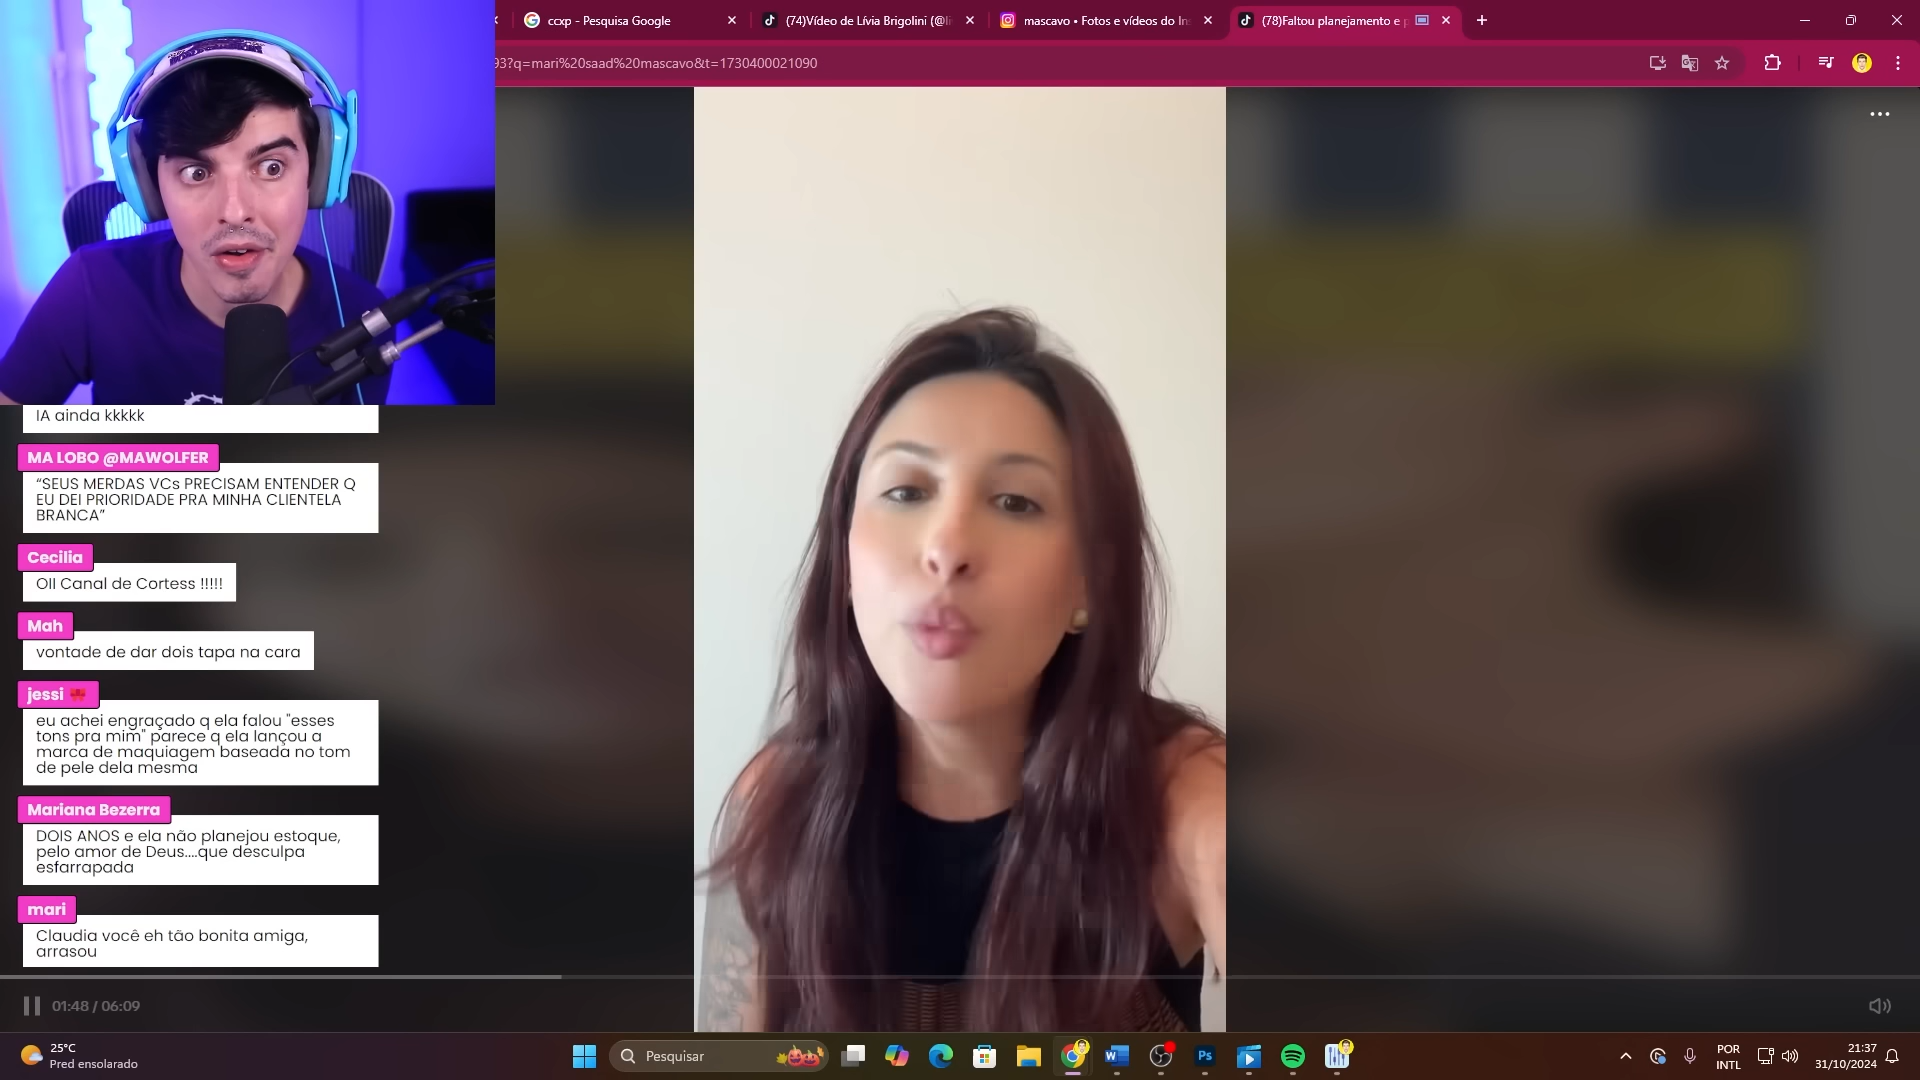 ccxp - Pesquisa Google
(74)Vídeo de Lívia Brigolini (@li
mascavo • Fotos e vídeos do In
(78)Faltou planejamento e p
93?q=mari%20saad%20mascavo&t=1730400021090
IA ainda kkkkk
MA LOBO @MAWOLFER
“SEUS MERDAS VCs PRECISAM ENTENDER Q
EU DEI PRIORIDADE PRA MINHA CLIENTELA
BRANCA”
Cecilia
OII Canal de Cortess !!!!!
Mah
vontade de dar dois tapa na cara
jessi
eu achei engraçado q ela falou "esses
tons pra mim" parece q ela lançou a
marca de maquiagem baseada no tom
de pele dela mesma
Mariana Bezerra
DOIS ANOS e ela não planejou estoque,
pelo amor de Deus....que desculpa
esfarrapada
mari
Claudia você eh tão bonita amiga,
arrasou
01:48 / 06:09
25°C
Pred ensolarado
Pesquisar
POR
INTL
21:37
31/10/2024